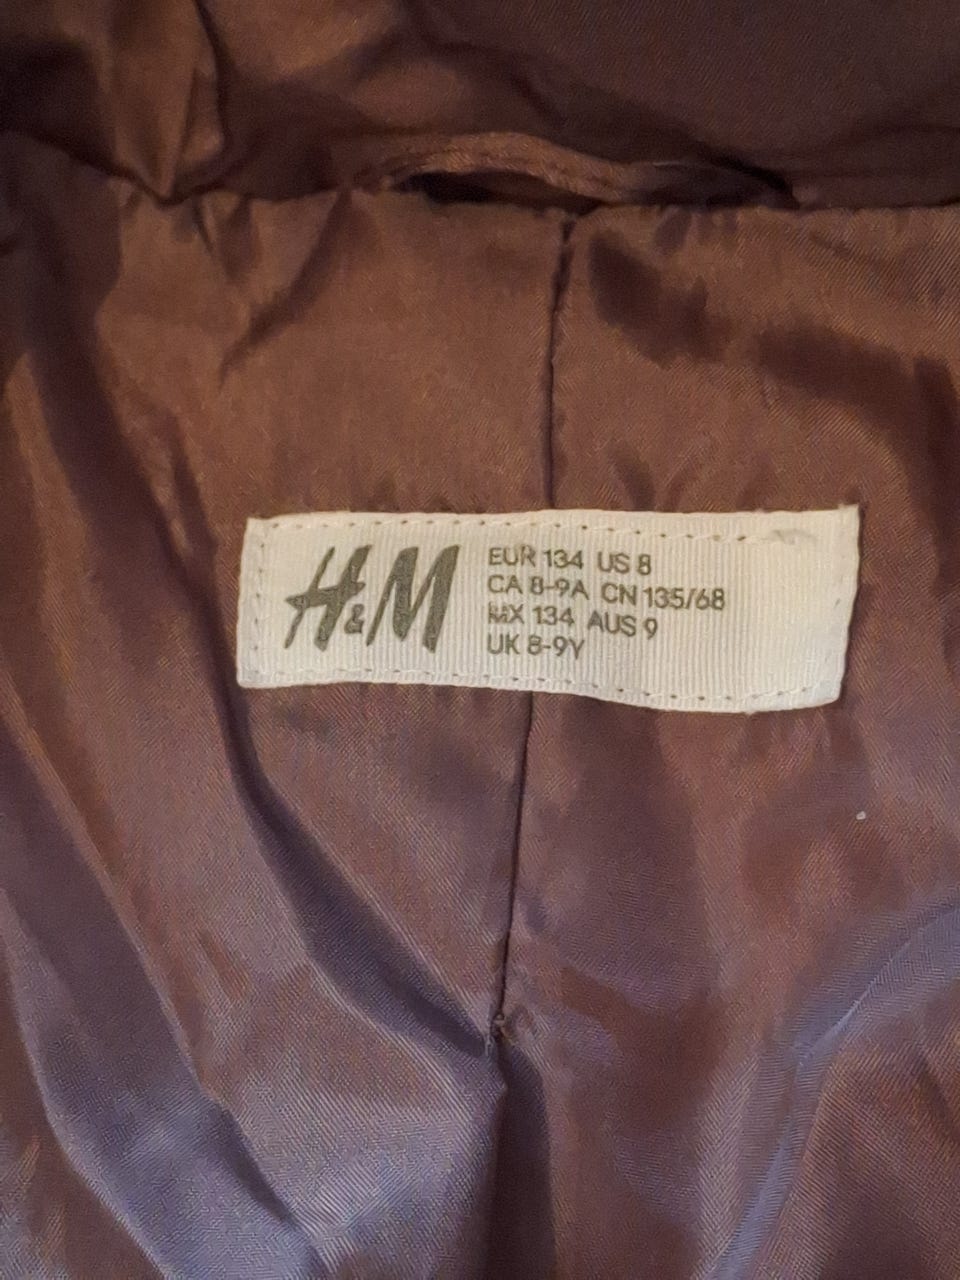 H&M
EUR 134 US 8
CA 8-9A CN 135/68
MX 134 AUS 9
UK 8-9Y